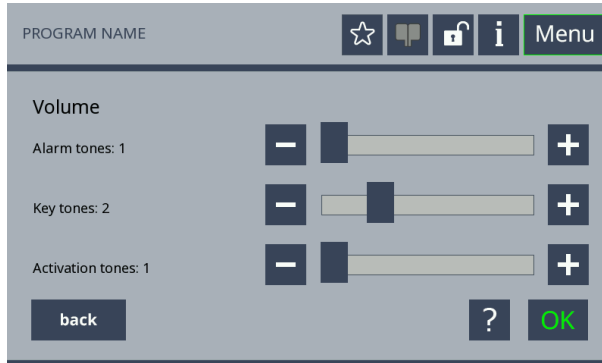 PROGRAM NAME
i
Menu
Volume
Alarm tones: 1
Key tones: 2
Activation tones: 1
back
?
OK